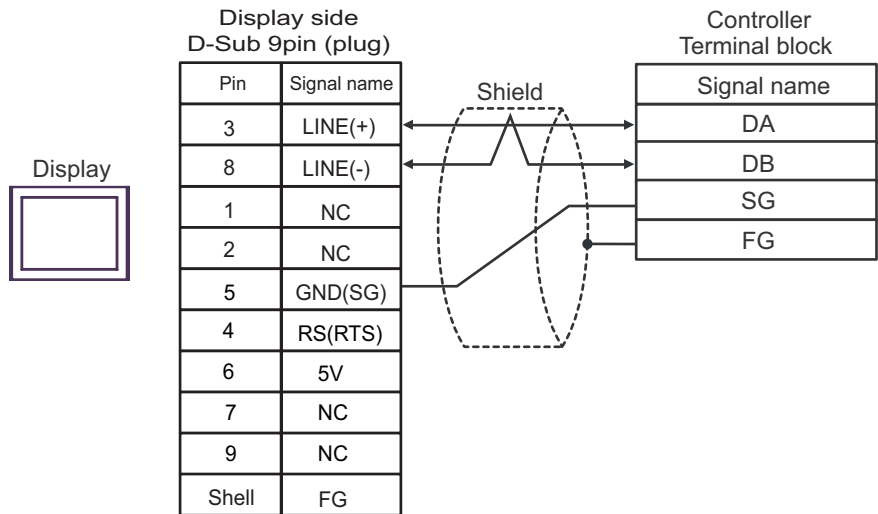 Display side
D-Sub 9pin (plug)
Controller
Terminal block
Pin Signal name
Shield
Signal name
3 LINE(+)
DA
8 LINE(-)
DB
Display
1 NC
SG
2 NC
FG
5 GND(SG)
4 RS(RTS)
6 5V
7 NC
9 NC
Shell FG